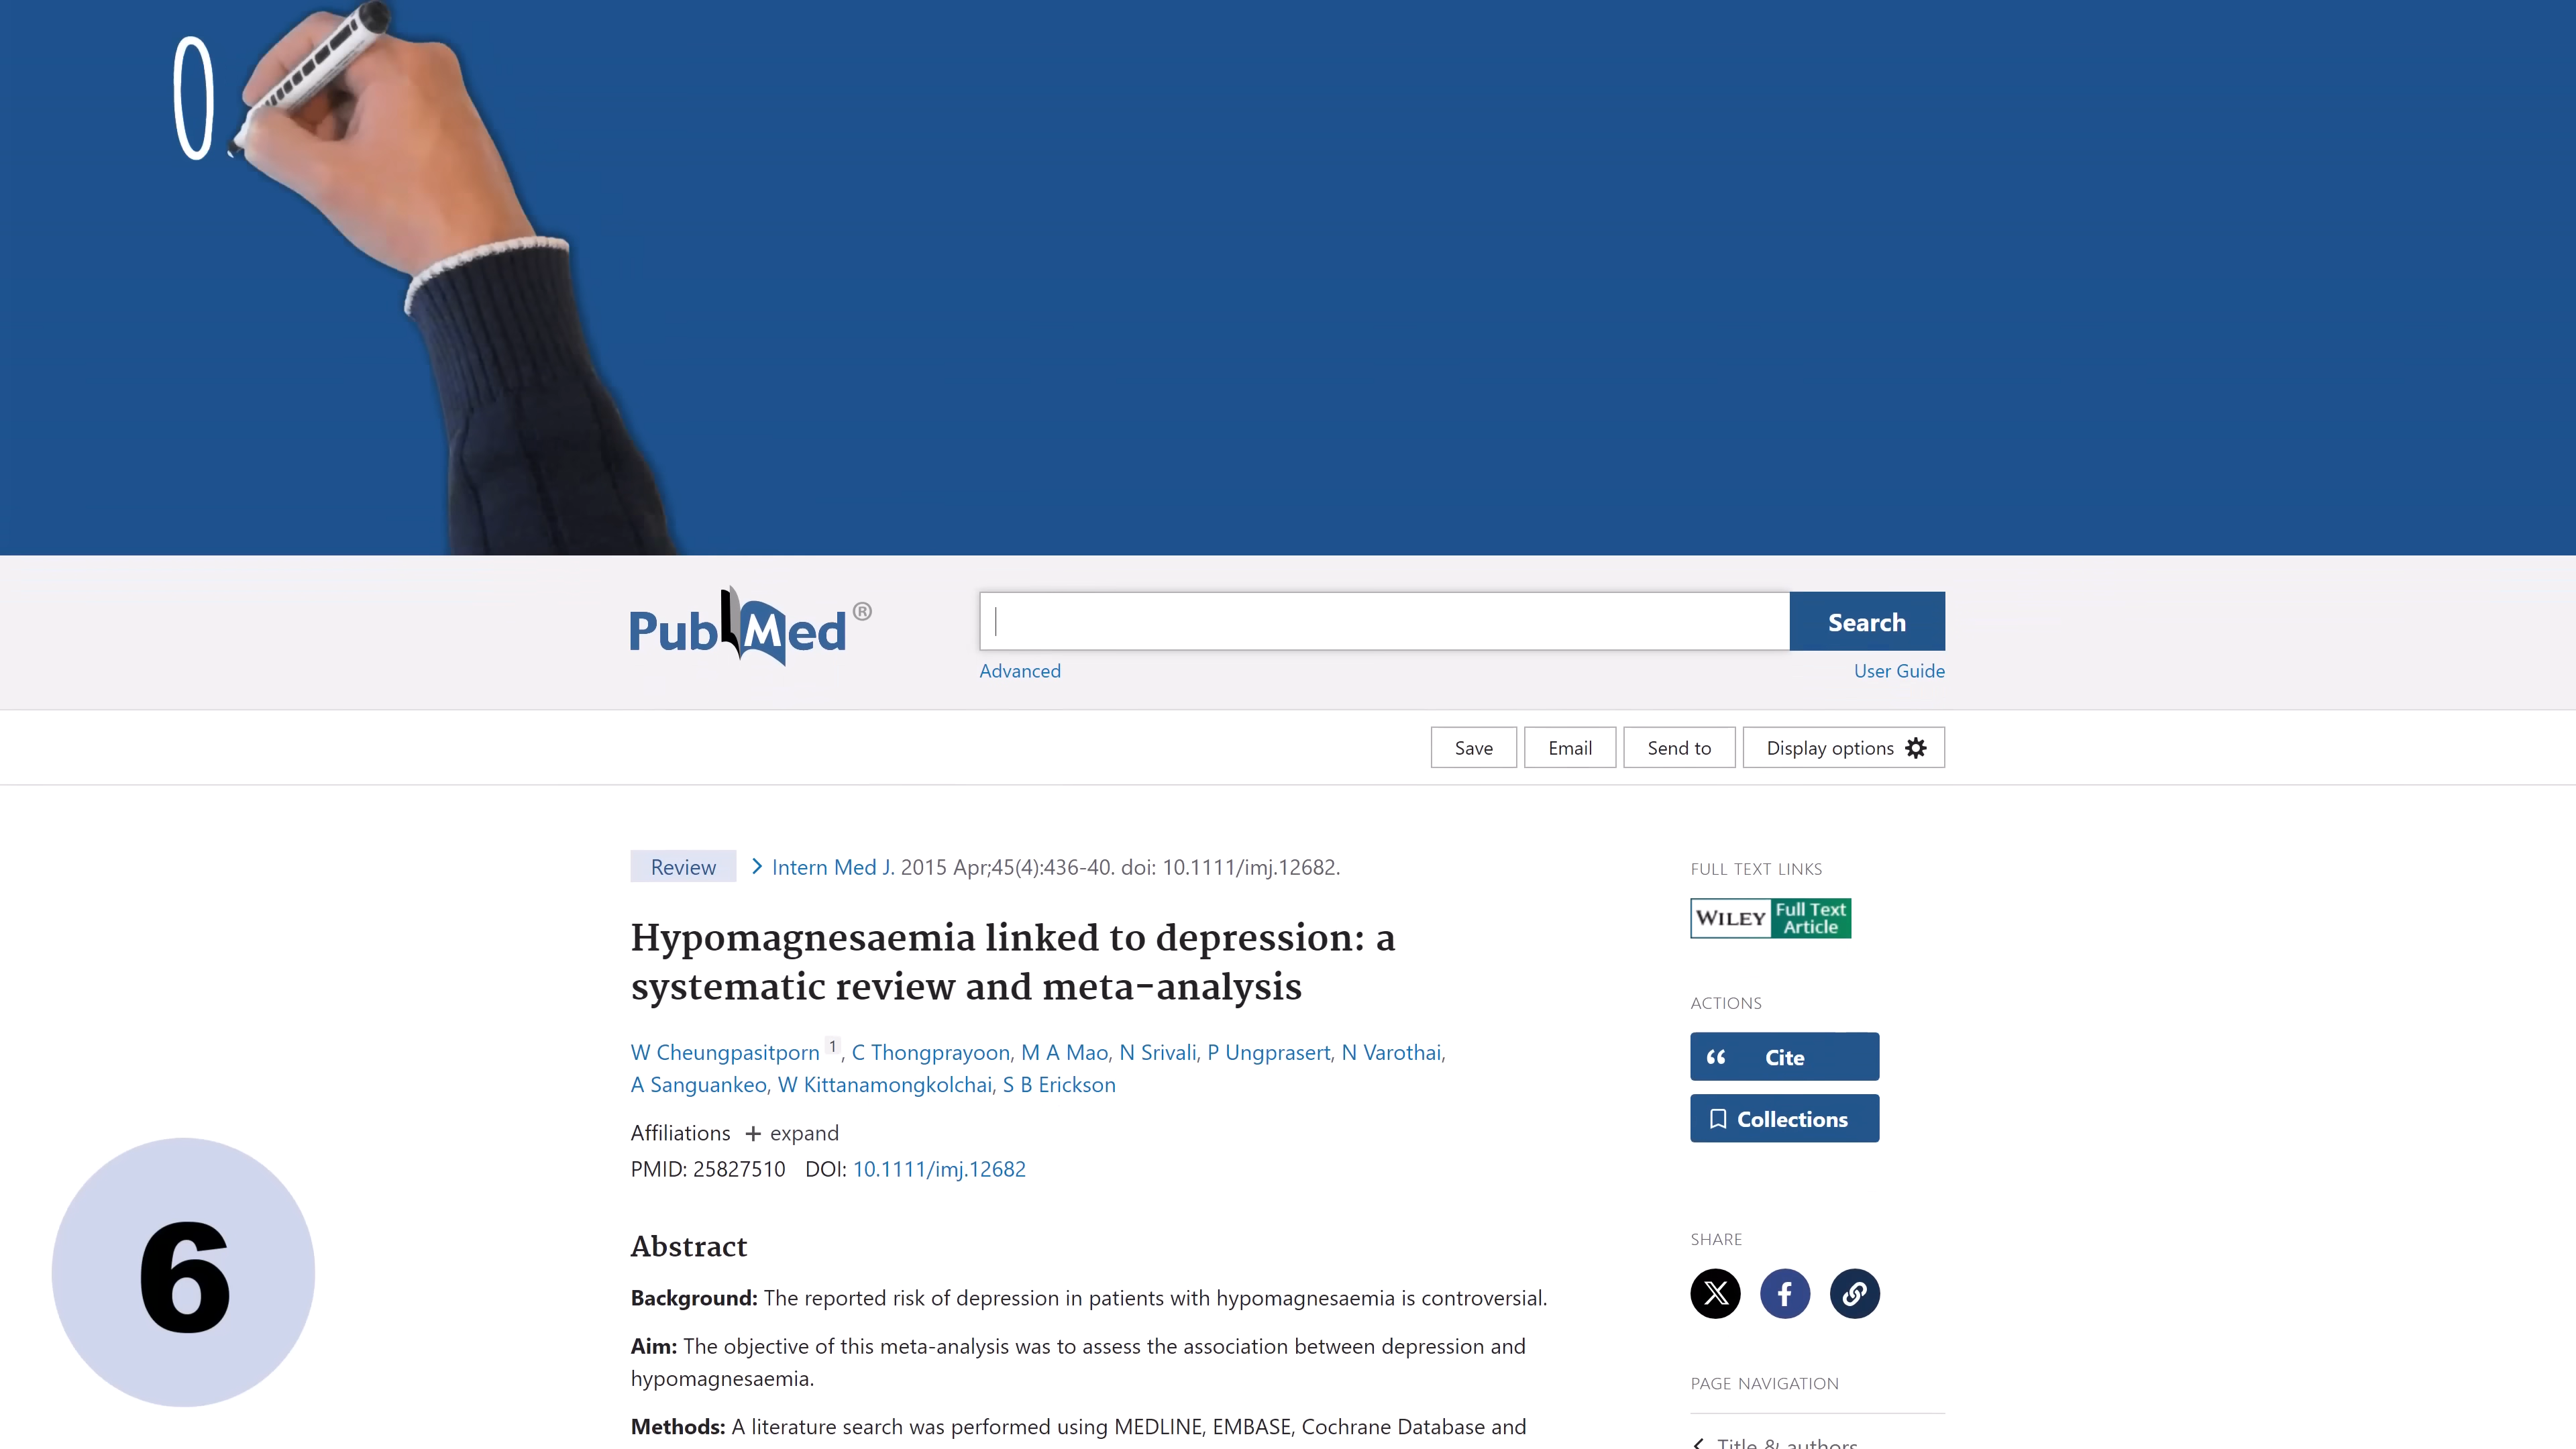 0.
PubMed®
Search
Advanced
User Guide
Save
Email
Send to
Display options
Review
Intern Med J. 2015 Apr;45(4):436-40. doi: 10.1111/imj.12682.
Hypomagnesaemia linked to depression: a
systematic review and meta-analysis
W Cheungpasitporn 1, C Thongprayoon, M A Mao, N Srivali, P Ungprasert, N Varothai,
A Sanguankeo, W Kittanamongkolchai, S B Erickson
Affiliations + expand
PMID: 25827510 DOI: 10.1111/imj.12682
Abstract
Background: The reported risk of depression in patients with hypomagnesaemia is controversial.
Aim: The objective of this meta-analysis was to assess the association between depression and
hypomagnesaemia.
Methods: A literature search was performed using MEDLINE, EMBASE, Cochrane Database and
FULL TEXT LINKS
WILEY Full Text
Article
ACTIONS
Cite
Collections
SHARE
PAGE NAVIGATION
Title & authors
6